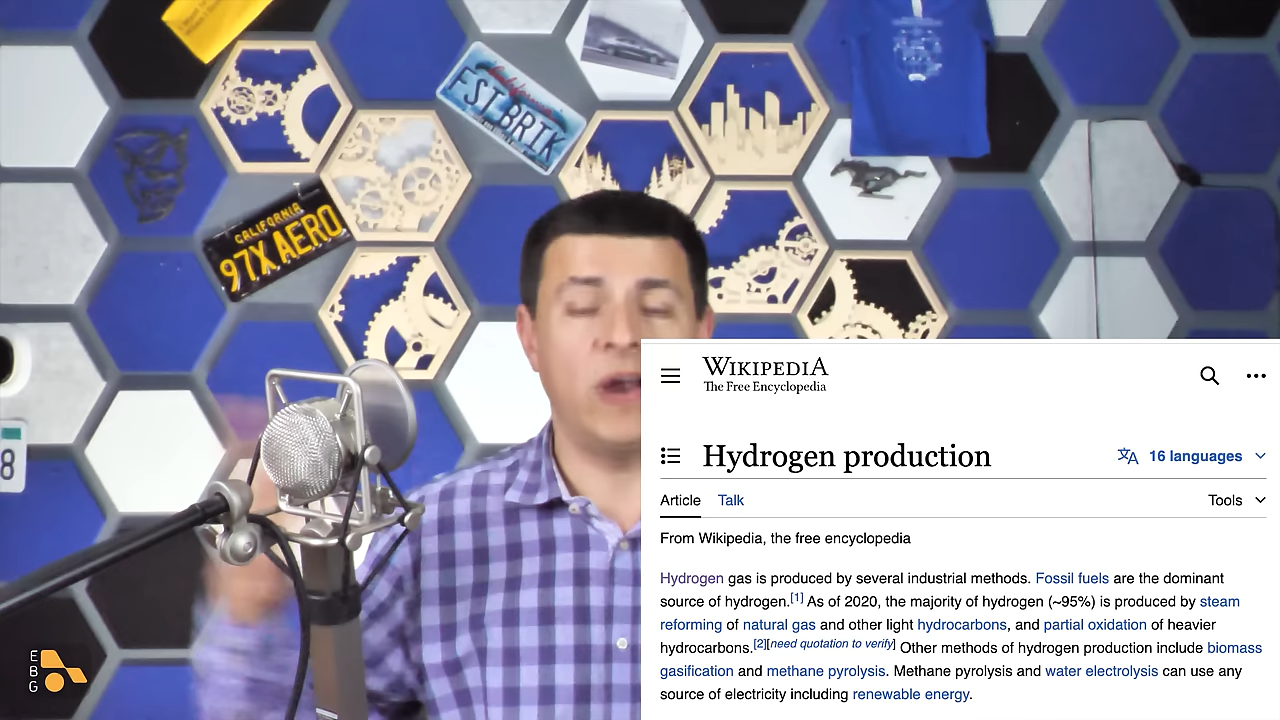 California
FST BRTK
CALIFORNIA
97X AERO
8
E
B
G
WIKIPEDIA
The Free Encyclopedia
Hydrogen production
16 languages
Article Talk
Tools
From Wikipedia, the free encyclopedia
Hydrogen gas is produced by several industrial methods. Fossil fuels are the dominant
source of hydrogen.[1] As of 2020, the majority of hydrogen (~95%) is produced by steam
reforming of natural gas and other light hydrocarbons, and partial oxidation of heavier
hydrocarbons.[2][need quotation to verify] Other methods of hydrogen production include biomass
gasification and methane pyrolysis. Methane pyrolysis and water electrolysis can use any
source of electricity including renewable energy.